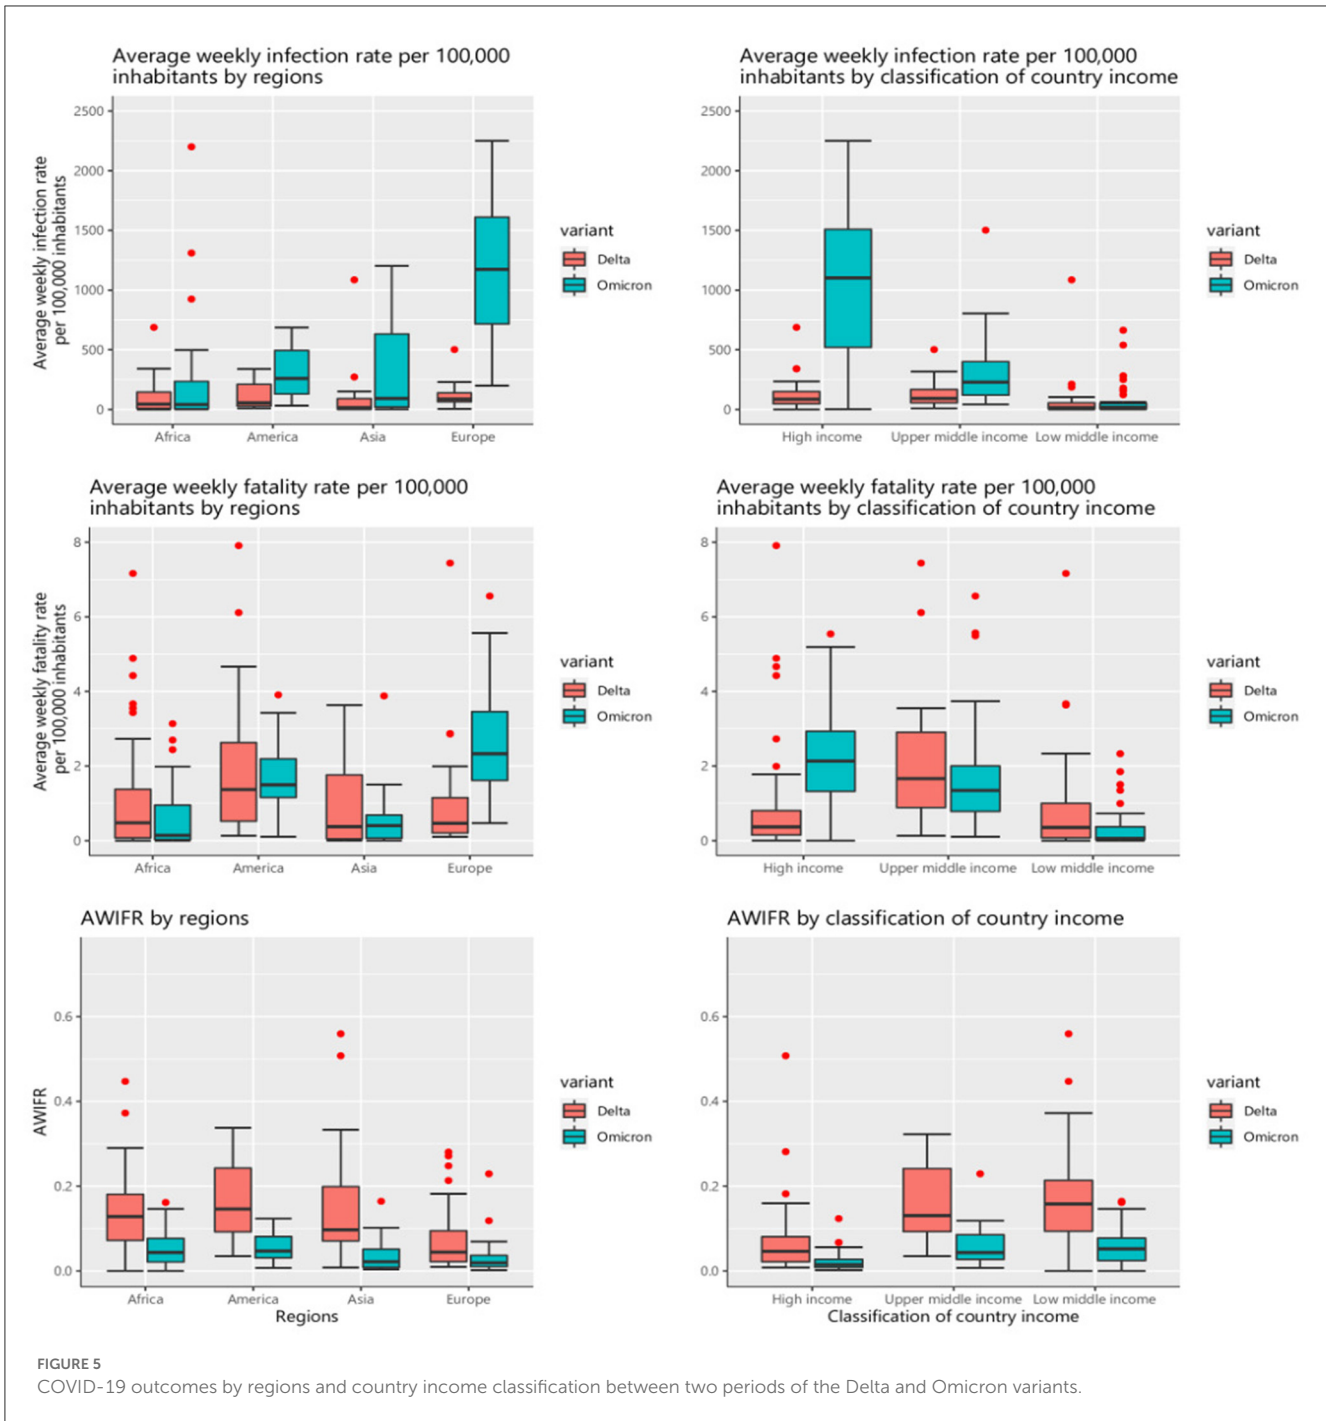 Average weekly infection rate per 100,000
inhabitants by regions
Average weekly infection rate
per 100,000 inhabitants
2500
2000
1500
1000
500
0
Africa
America
Asia
Europe
variant
Delta
Omicron
Average weekly infection rate per 100,000
inhabitants by classification of country income
2500
2000
1500
1000
500
0
High income
Upper middle income
Low middle income
variant
Delta
Omicron
Average weekly fatality rate per 100,000
inhabitants by regions
Average weekly fatality rate
per 100,000 inhabitants
8
6
4
2
0
Africa
America
Asia
Europe
variant
Delta
Omicron
Average weekly fatality rate per 100,000
inhabitants by classification of country income
8
6
4
2
0
High income
Upper middle income
Low middle income
variant
Delta
Omicron
AWIFR by regions
AWIFR
0.6
0.4
0.2
0.0
Africa
America
Asia
Europe
Regions
variant
Delta
Omicron
AWIFR by classification of country income
0.6
0.4
0.2
0.0
High income
Upper middle income
Low middle income
Classification of country income
variant
Delta
Omicron
FIGURE 5
COVID-19 outcomes by regions and country income classification between two periods of the Delta and Omicron variants.